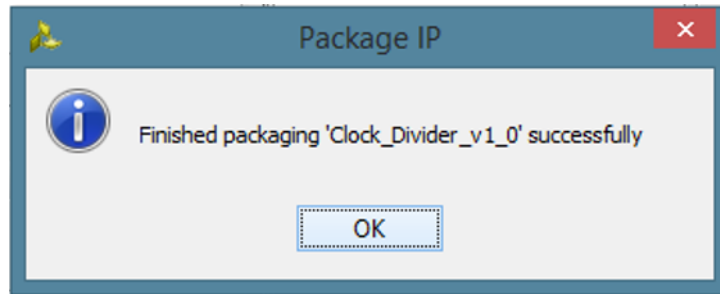 Package IP
Finished packaging 'Clock_Divider_v1_0' successfully
OK